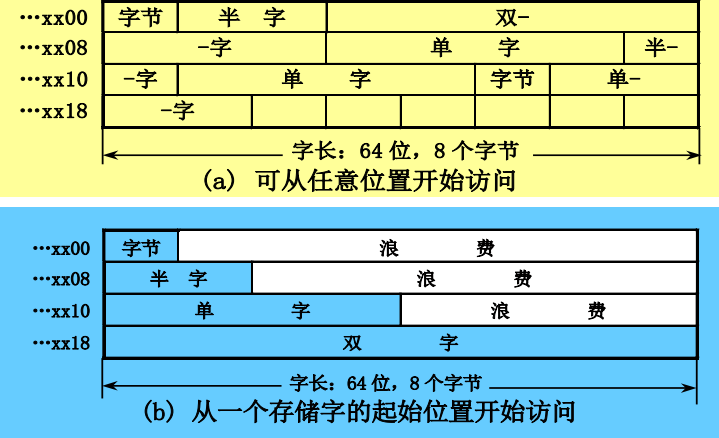 …xx00 字节 半 字 双-
…xx08 -字 单 字 半-
…xx10 -字 单 字 字节 单-
…xx18 -字
字长：64 位，8 个字节
(a) 可从任意位置开始访问
…xx00 字节 浪 费
…xx08 半 字 浪 费
…xx10 单 字 浪 费
…xx18 双 字
字长：64 位，8 个字节
(b) 从一个存储字的起始位置开始访问